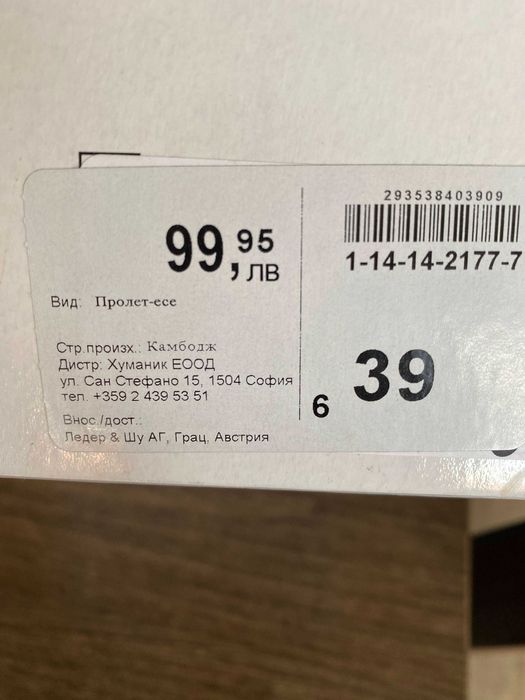 99,95 ЛВ
Вид: Пролет-есе
Стр.произх.: Камбодж
Дистр: Хуманик ЕООД
ул. Сан Стефано 15, 1504 София
тел. +359 2 439 53 51
Внос./дост.:
Ледер & Шу АГ, Грац, Австрия
293538403909
1-14-14-2177-7
39
6